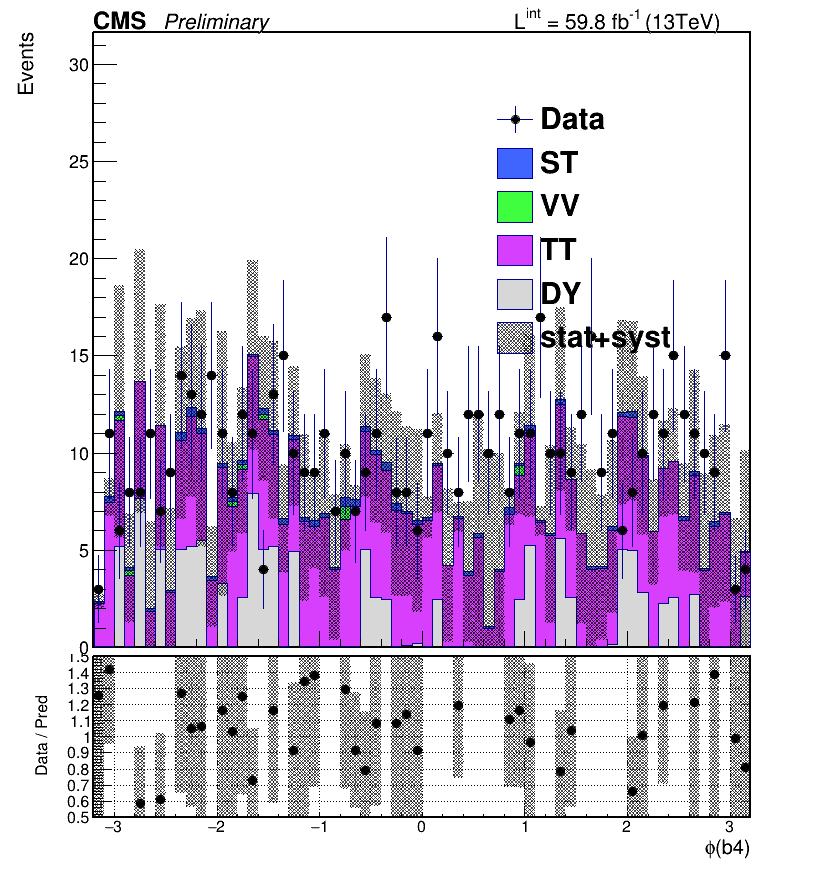 CMS Preliminary L^int = 59.8 fb^-1 (13TeV)
Events
30
25
20
15
10
5
0
Data
ST
VV
TT
DY
stat+syst
Data / Pred
1.5
1.4
1.3
1.2
1.1
1
0.9
0.8
0.7
0.6
0.5
−3 −2 −1 0 1 2 3
ϕ(b4)